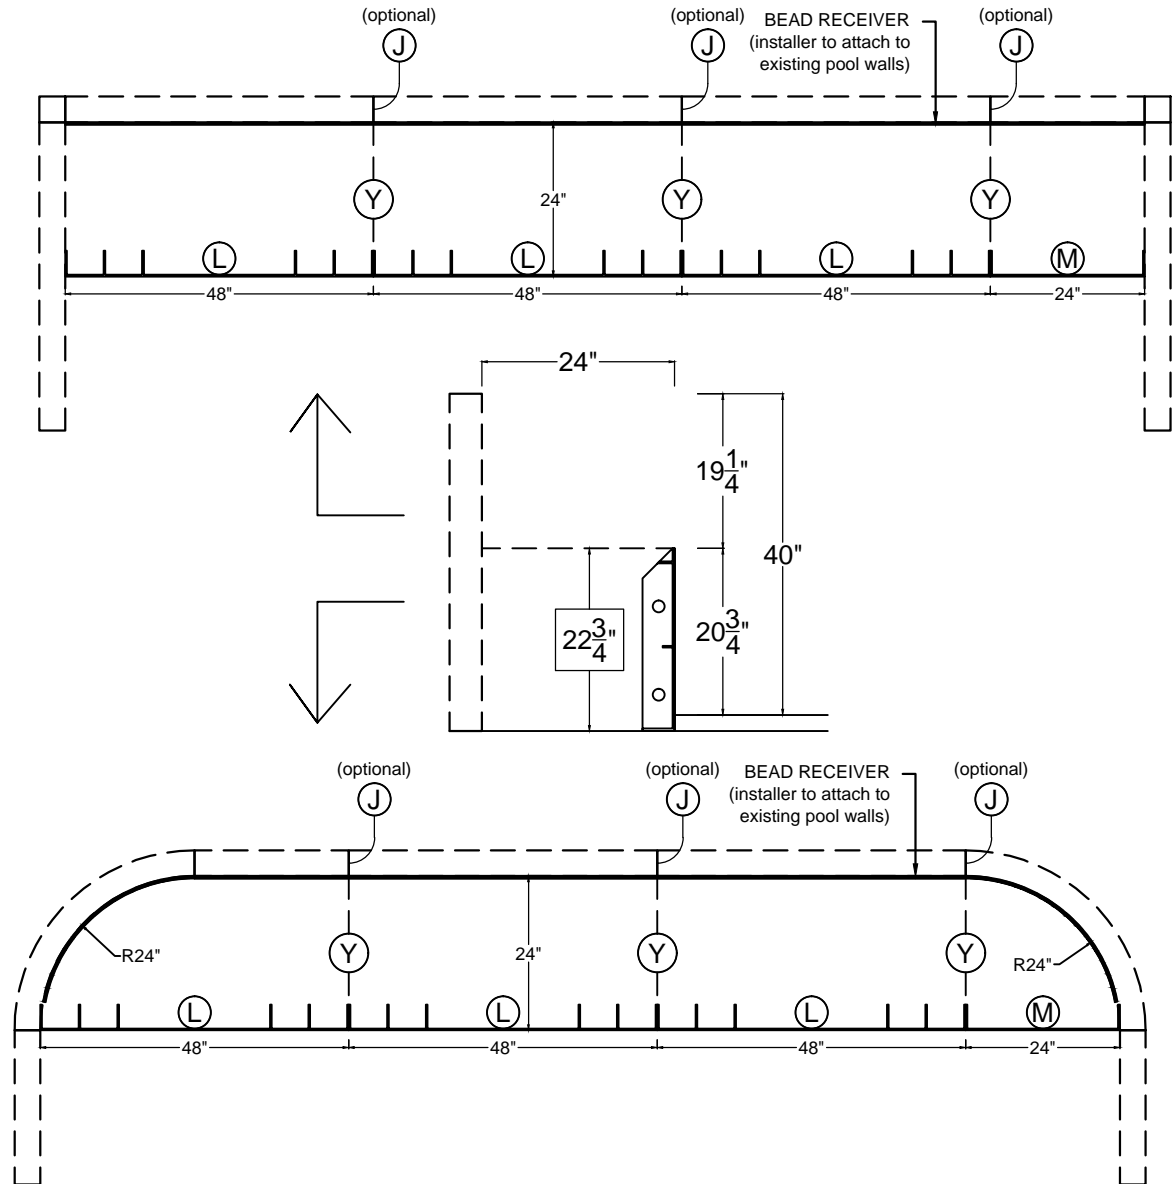 (optional)
J
(optional)
J
BEAD RECEIVER
(installer to attach to
existing pool walls)
(optional)
J
Y
24"
Y
Y
L
L
L
M
48"
48"
48"
24"
24"
19 1/4"
40"
22 3/4"
20 3/4"
(optional)
J
(optional)
J
BEAD RECEIVER
(installer to attach to
existing pool walls)
(optional)
J
R24"
Y
24"
Y
Y
R24"
L
L
L
M
48"
48"
48"
24"